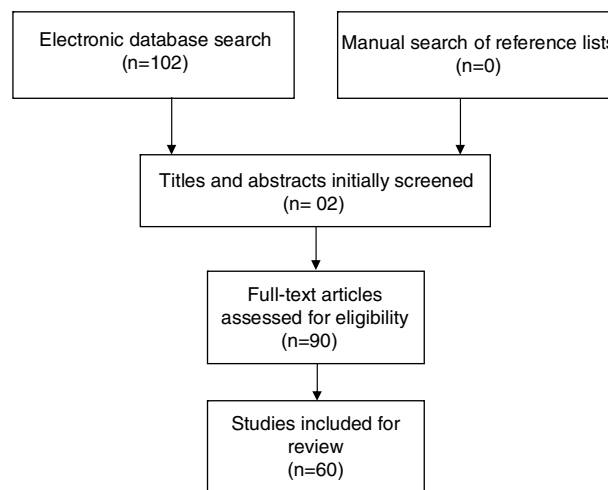 Electronic database search
(n=102)
Manual search of reference lists
(n=0)
Titles and abstracts initially screened
(n= 02)
Full-text articles
assessed for eligibility
(n=90)
Studies included for
review
(n=60)